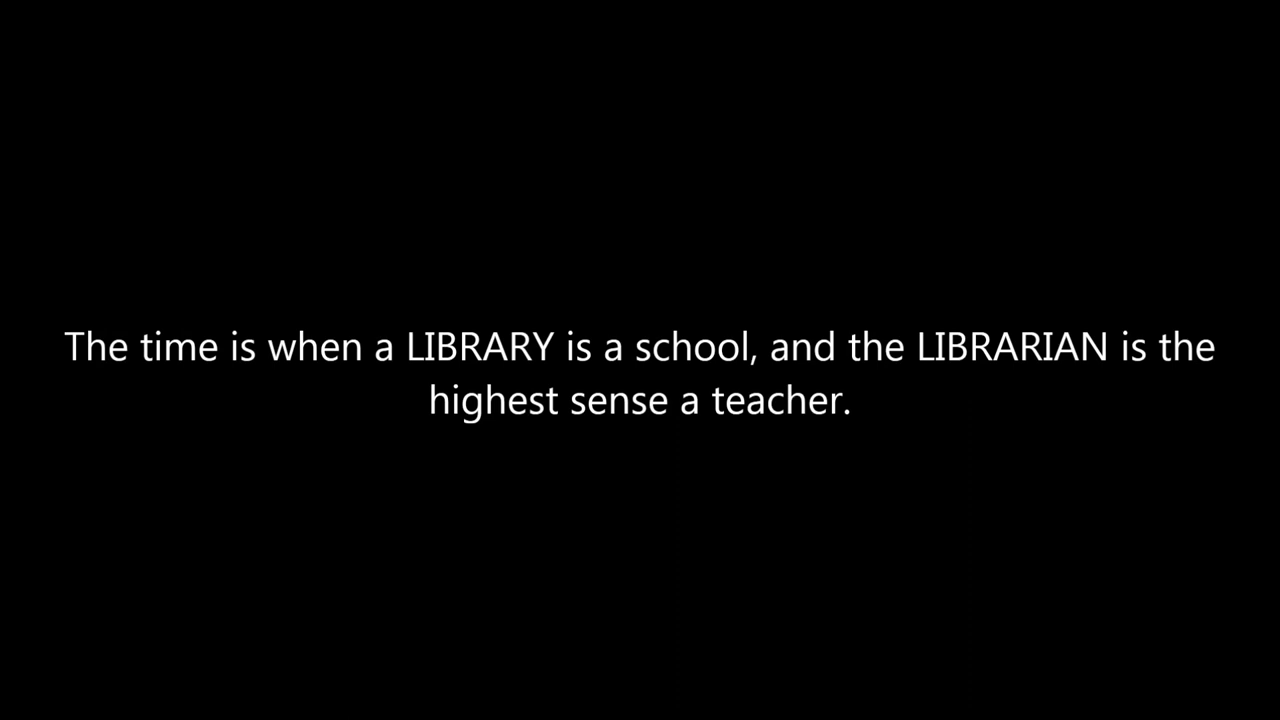 The time is when a LIBRARY is a school, and the LIBRARIAN is the
highest sense a teacher.